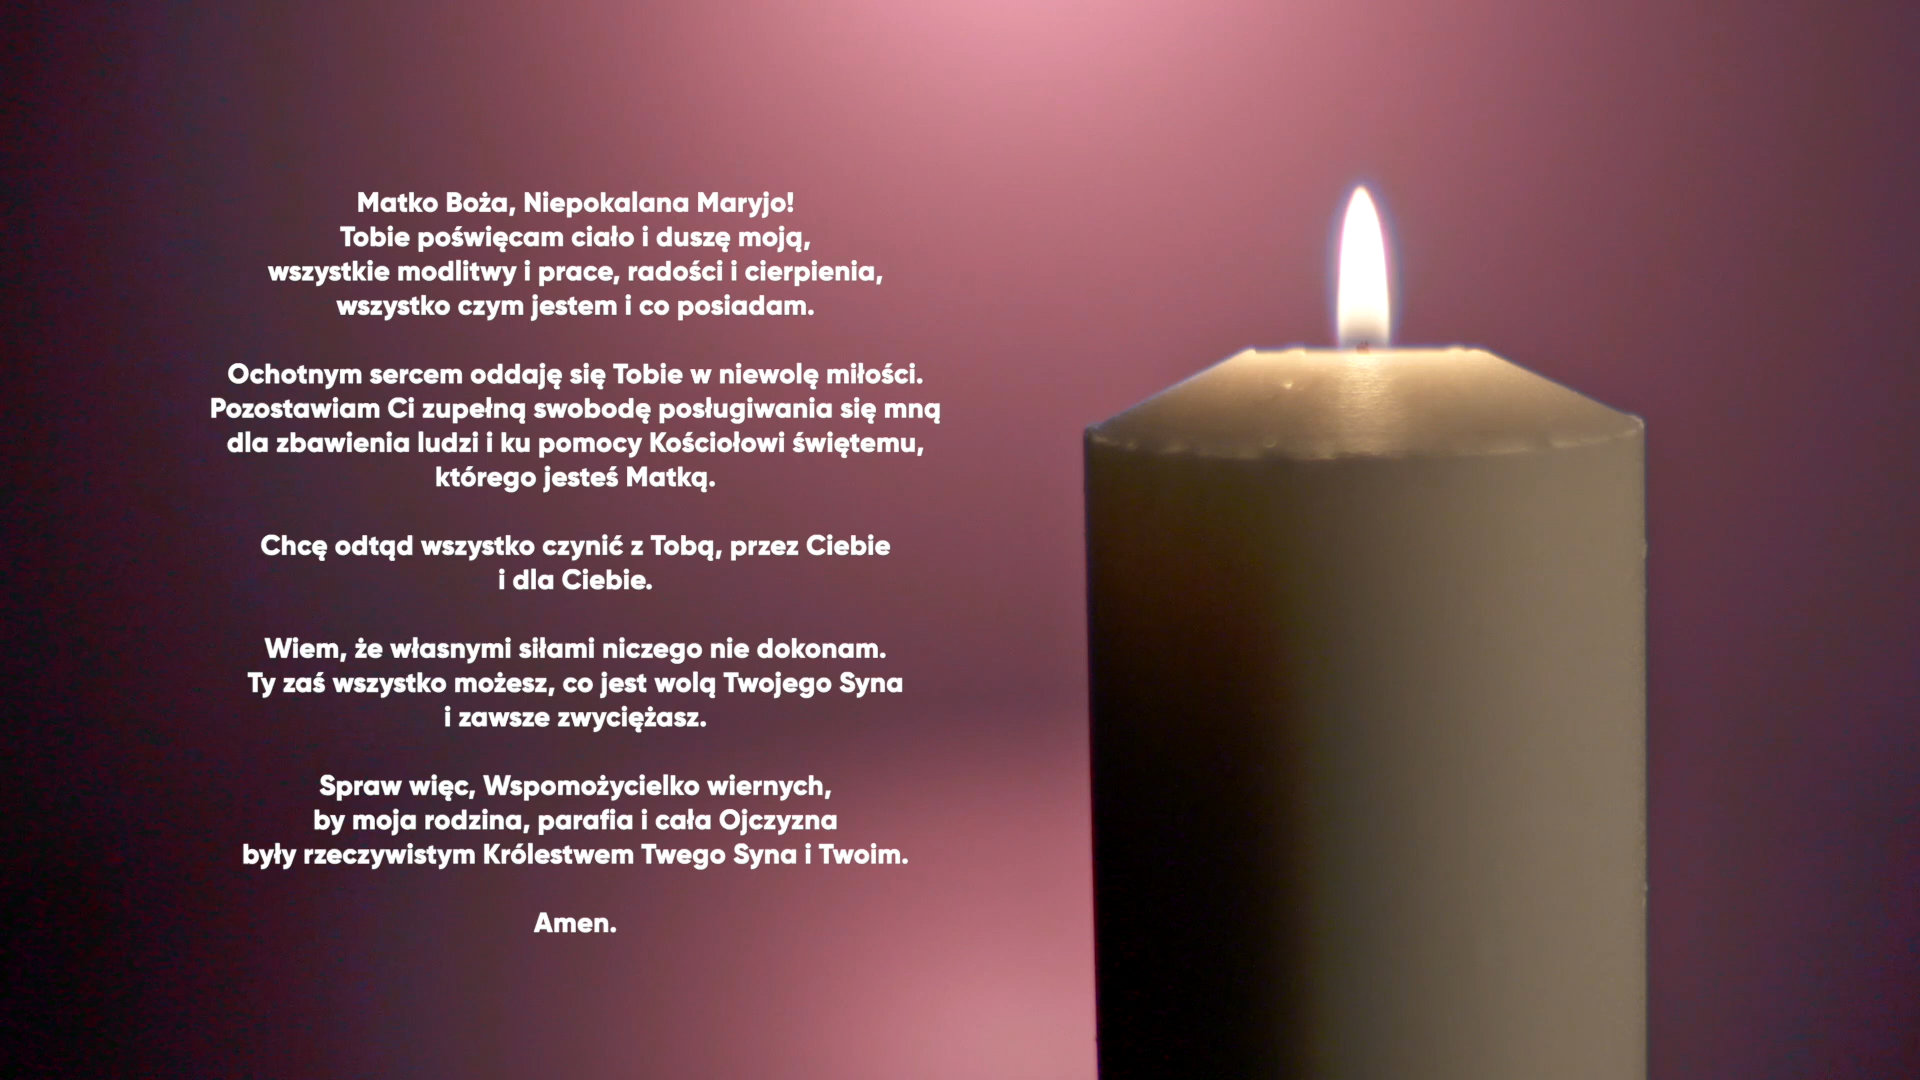 Matko Boża, Niepokalana Maryjo!
Tobie poświęcam ciało i duszę moją,
wszystkie modlitwy i prace, radości i cierpienia,
wszystko czym jestem i co posiadam.
Ochotnym sercem oddaję się Tobie w niewolę miłości.
Pozostawiam Ci zupełną swobodę posługiwania się mną
dla zbawienia ludzi i ku pomocy Kościołowi świętemu,
którego jesteś Matką.
Chcę odtąd wszystko czynić z Tobą, przez Ciebie
i dla Ciebie.
Wiem, że własnymi siłami niczego nie dokonam.
Ty zaś wszystko możesz, co jest wolą Twojego Syna
i zawsze zwyciężasz.
Spraw więc, Wspomożycielko wiernych,
by moja rodzina, parafia i cała Ojczyzna
były rzeczywistym Królestwem Twego Syna i Twoim.
Amen.